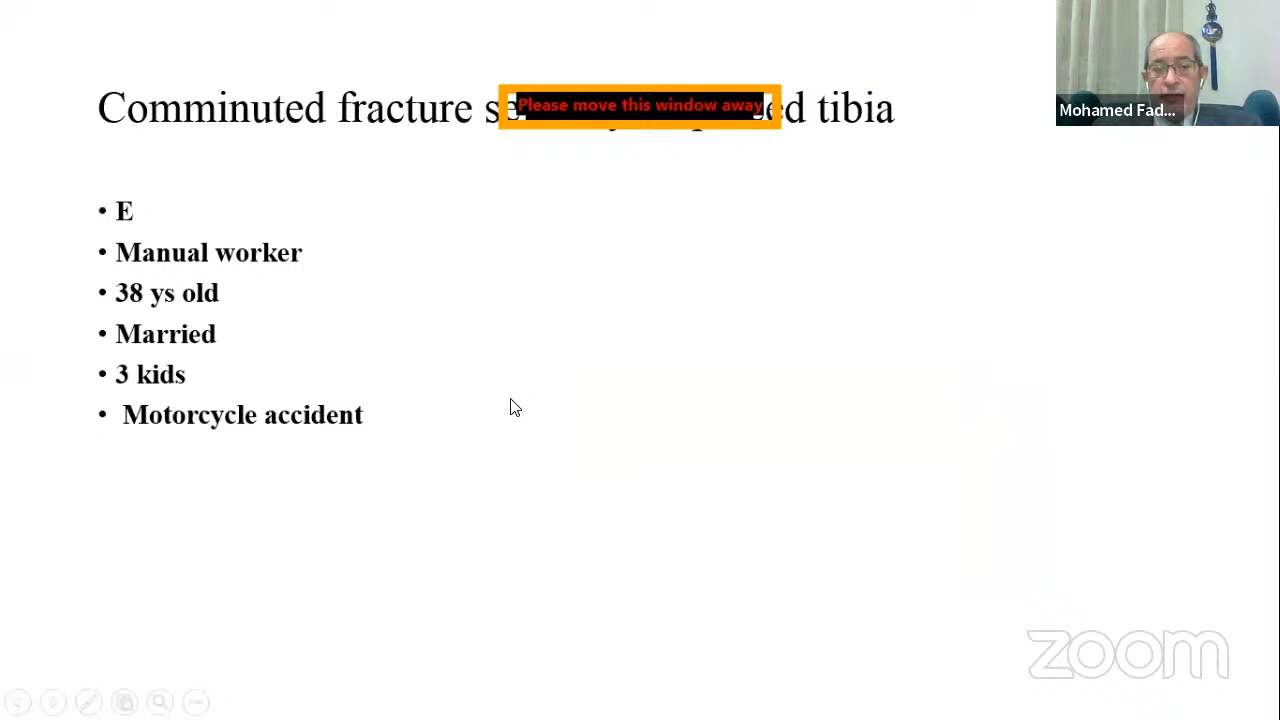 Comminuted fracture tibia
Please move this window away
Mohamed Fad...
• E
• Manual worker
• 38 ys old
• Married
• 3 kids
• Motorcycle accident
zoom